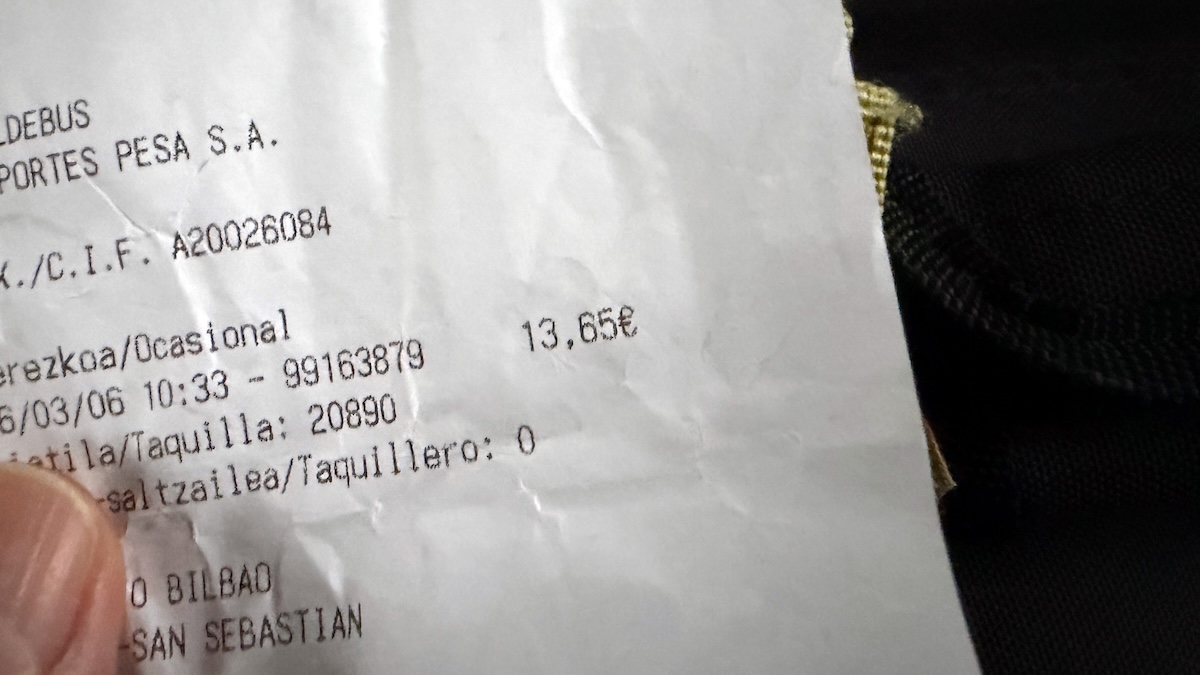 LDEBUS
PORTES PESA S.A.
./C.I.F. A20026084
erezkoa/Ocasional 13,65€
6/03/06 10:33 - 99163879
/Taquilla: 20890
-saltzailea/Taquillero: 0
O BILBAO
-SAN SEBASTIAN